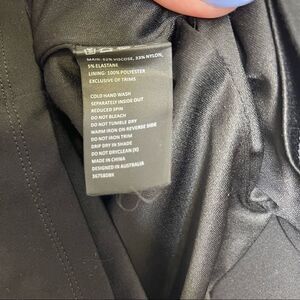 MAIN: 62% VISCOSE, 33% NYLON,
5% ELASTANE
LINING: 100% POLYESTER
EXCLUSIVE OF TRIMS
COLD HAND WASH
SEPARATELY INSIDE OUT
REDUCED SPIN
DO NOT BLEACH
DO NOT TUMBLE DRY
WARM IRON ON REVERSE SIDE
DO NOT IRON TRIM
DRIP DRY IN SHADE
DO NOT DRYCLEAN (X)
MADE IN CHINA
DESIGNED IN AUSTRALIA